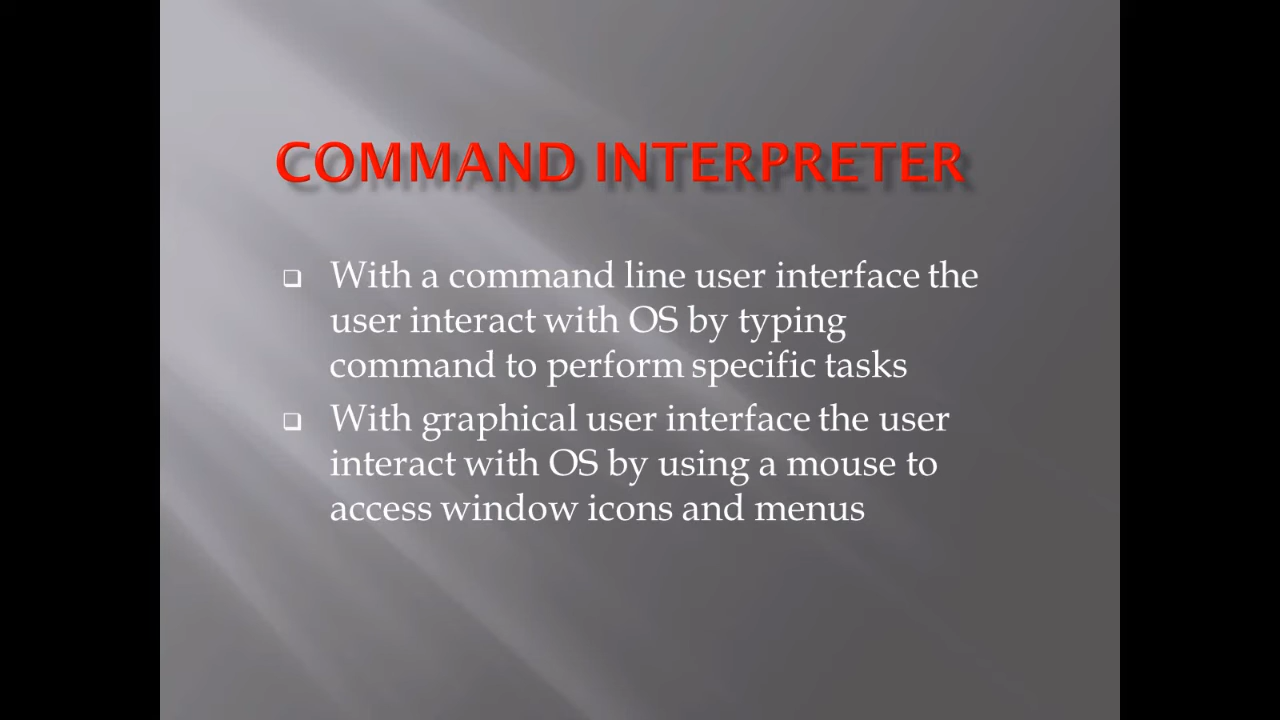 COMMAND INTERPRETER
❑ With a command line user interface the
user interact with OS by typing
command to perform specific tasks
❑ With graphical user interface the user
interact with OS by using a mouse to
access window icons and menus